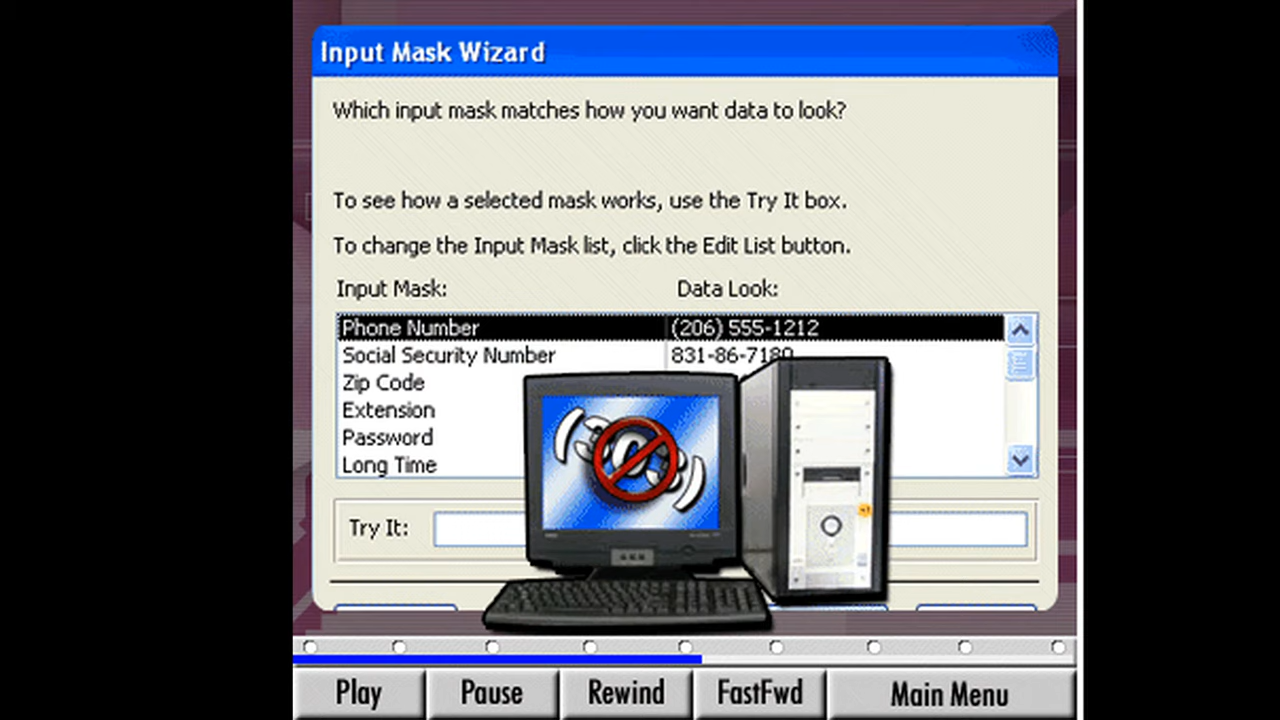 Input Mask Wizard
Which input mask matches how you want data to look?
To see how a selected mask works, use the Try It box.
To change the Input Mask list, click the Edit List button.
Input Mask: Data Look:
Phone Number (206) 555-1212
Social Security Number 831-86-7180
Zip Code
Extension
Password
Long Time
Try It:
Play Pause Rewind FastFwd Main Menu